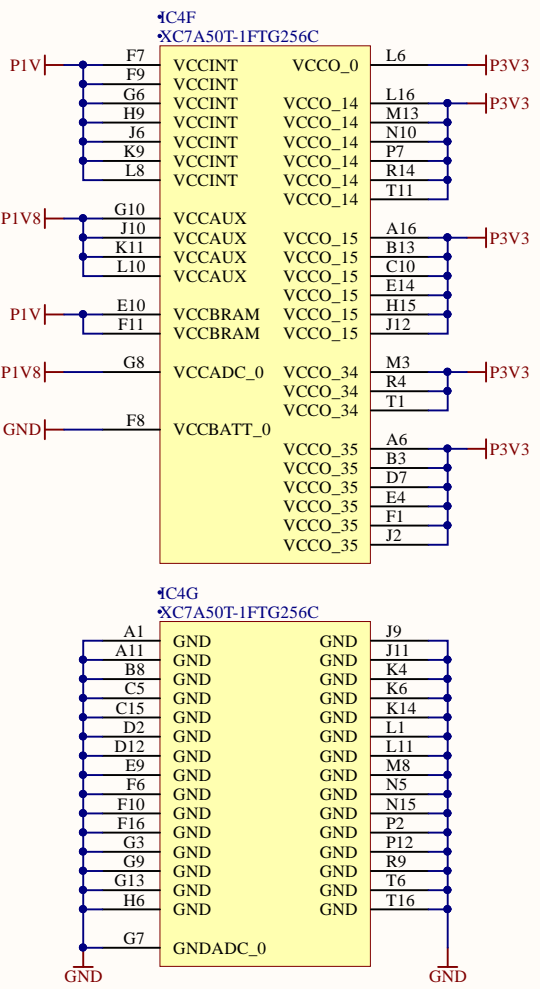 IC4F
XC7A50T-1FTG256C
P1V F7 VCCINT VCCO_0 L6 P3V3
F9 VCCINT
G6 VCCINT VCCO_14 L16 P3V3
H9 VCCINT VCCO_14 M13
J6 VCCINT VCCO_14 N10
K9 VCCINT VCCO_14 P7
L8 VCCINT VCCO_14 R14
VCCO_14 T11
P1V8 G10 VCCAUX
J10 VCCAUX VCCO_15 A16 P3V3
K11 VCCAUX VCCO_15 B13
L10 VCCAUX VCCO_15 C10
VCCO_15 E14
P1V E10 VCCBRAM VCCO_15 H15
F11 VCCBRAM VCCO_15 J12
P1V8 G8 VCCADC_0 VCCO_34 M3 P3V3
VCCO_34 R4
VCCO_34 T1
GND F8 VCCBATT_0
VCCO_35 A6 P3V3
VCCO_35 B3
VCCO_35 D7
VCCO_35 E4
VCCO_35 F1
VCCO_35 J2
IC4G
XC7A50T-1FTG256C
A1 GND GND J9
A11 GND GND J11
B8 GND GND K4
C5 GND GND K6
C15 GND GND K14
D2 GND GND L1
D12 GND GND L11
E9 GND GND M8
F6 GND GND N5
F10 GND GND N15
F16 GND GND P2
G3 GND GND P12
G9 GND GND R9
G13 GND GND T6
H6 GND GND T16
G7 GNDADC_0
GND GND